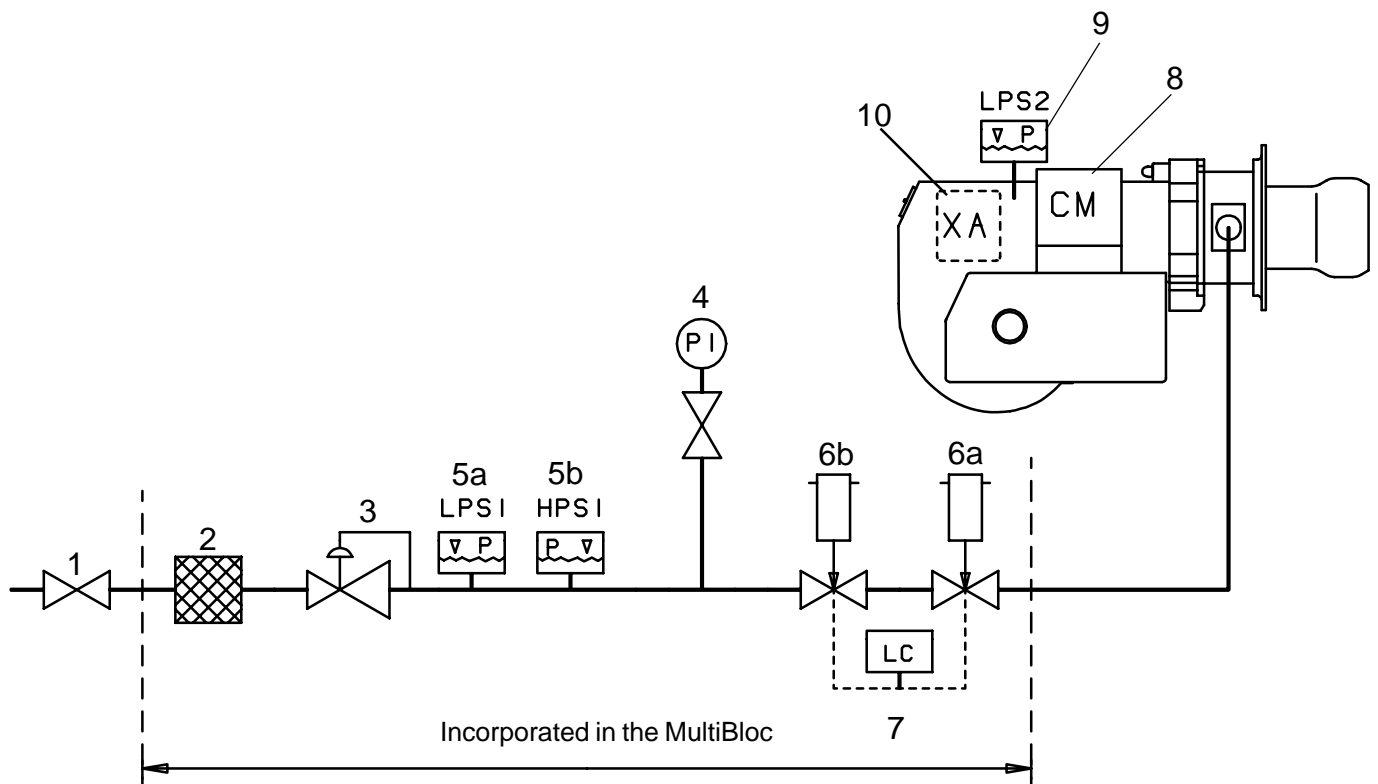 9
8
LPS2
10
▽ P
XA
CM
4
PI
6b
6a
5a
5b
LPSI
HPSI
3
2
▽ P
P ▽
1
LC
7
Incorporated in the MultiBloc